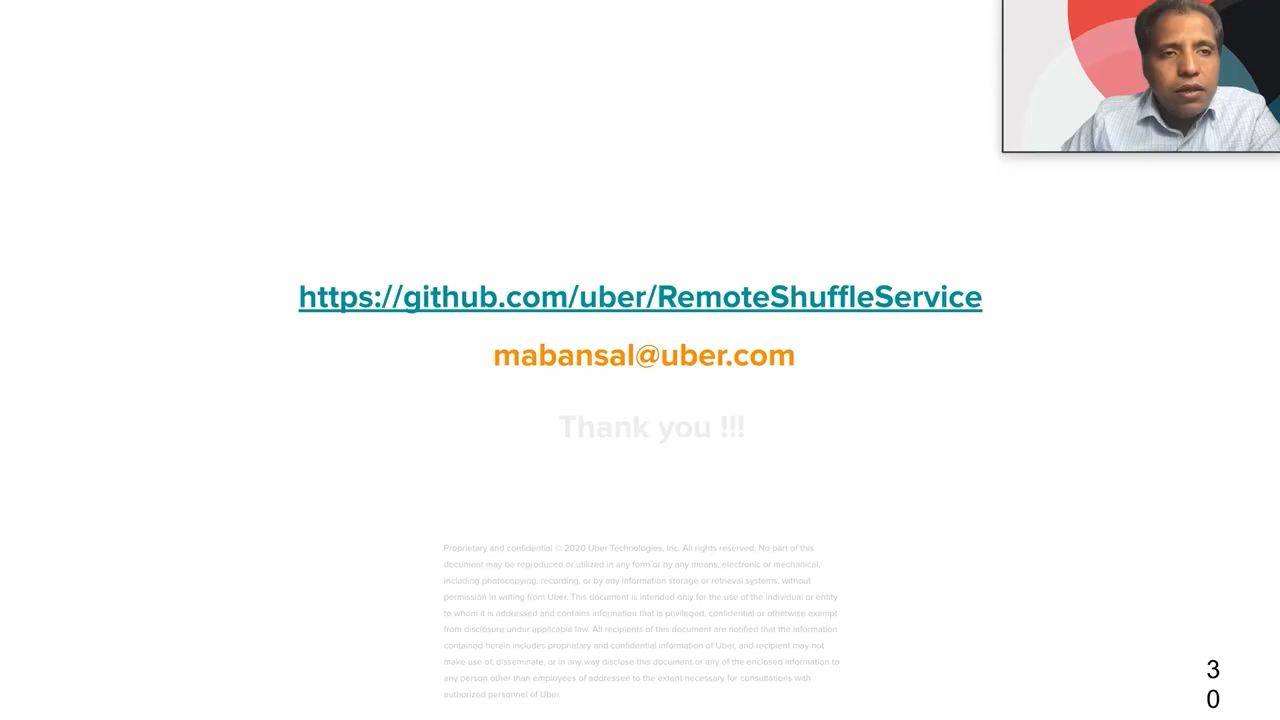 https://github.com/uber/RemoteShuffleService
mabansal@uber.com
Thank you !!!
Proprietary and confidential © 2020 Uber Technologies, Inc. All rights reserved. No part of this
document may be reproduced or utilized in any form or by any means, electronic or mechanical,
including photocopying, recording, or by any information storage or retrieval systems, without
permission in writing from Uber. This document is intended only for the use of the individual or entity
to whom it is addressed and contains information that is privileged, confidential or otherwise exempt
from disclosure under applicable law. All recipients of this document are notified that the information
contained herein includes proprietary and confidential information of Uber, and recipient may not
make use of, disseminate, or in any way disclose this document or any of the enclosed information to
any person other than employees of addressee to the extent necessary for consultations with
authorized personnel of Uber.
3
0